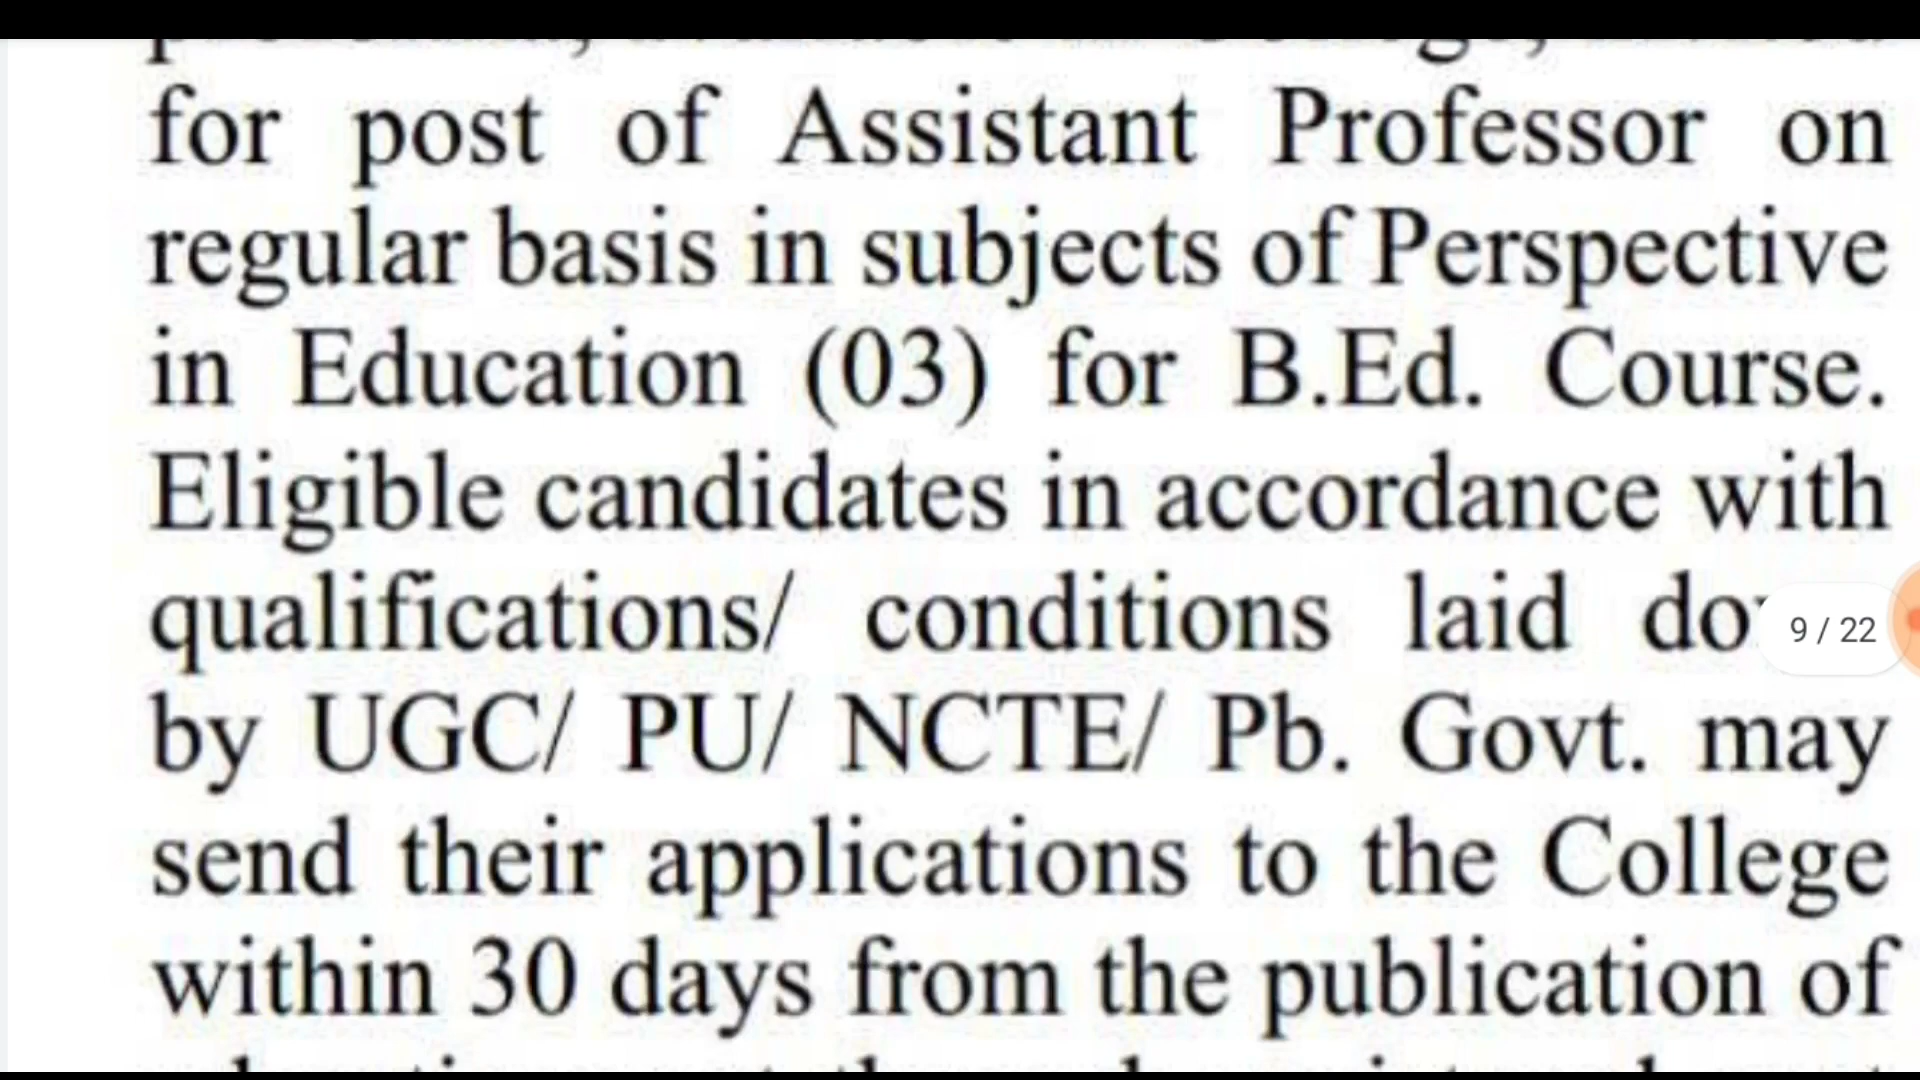 for post of Assistant Professor on
regular basis in subjects of Perspective
in Education (03) for B.Ed. Course.
Eligible candidates in accordance with
qualifications/ conditions laid
9 / 22
by UGC/ PU/ NCTE/ Pb. Govt. may
send their applications to the College
within 30 days from the publication of